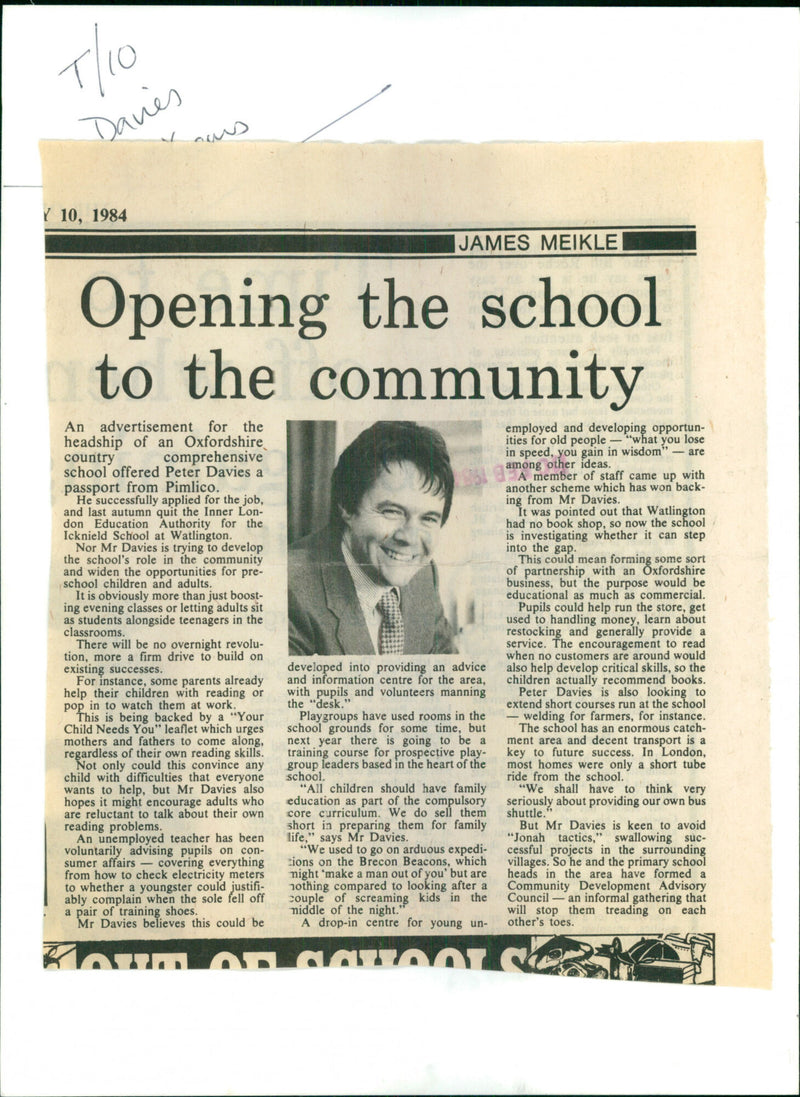 T/10
Davies
Y 10, 1984
JAMES MEIKLE
Opening the school
to the community
An advertisement for the
headship of an Oxfordshire
country comprehensive
school offered Peter Davies a
passport from Pimlico.
He successfully applied for the job,
and last autumn quit the Inner Lon-
don Education Authority for the
Icknield School at Watlington.
Nor Mr Davies is trying to develop
the school's role in the community
and widen the opportunities for pre-
school children and adults.
It is obviously more than just boost-
ing evening classes or letting adults sit
as students alongside teenagers in the
classrooms.
There will be no overnight revolu-
tion, more a firm drive to build on
existing successes.
For instance, some parents already
help their children with reading or
pop in to watch them at work.
This is being backed by a "Your
Child Needs You" leaflet which urges
mothers and fathers to come along,
regardless of their own reading skills.
Not only could this convince any
child with difficulties that everyone
wants to help, but Mr Davies also
hopes it might encourage adults who
are reluctant to talk about their own
reading problems.
An unemployed teacher has been
voluntarily advising pupils on con-
sumer affairs — covering everything
from how to check electricity meters
to whether a youngster could justifi-
ably complain when the sole fell off
a pair of training shoes.
Mr Davies believes this could be
developed into providing an advice
and information centre for the area,
with pupils and volunteers manning
the "desk."
Playgroups have used rooms in the
school grounds for some time, but
next year there is going to be a
training course for prospective play-
group leaders based in the heart of the
school.
"All children should have family
education as part of the compulsory
core curriculum. We do sell them
short in preparing them for family
life," says Mr Davies.
"We used to go on arduous expedi-
tions on the Brecon Beacons, which
might 'make a man out of you' but are
nothing compared to looking after a
couple of screaming kids in the
middle of the night."
A drop-in centre for young un-
employed and developing opportun-
ities for old people — "what you lose
in speed, you gain in wisdom" — are
among other ideas.
A member of staff came up with
another scheme which has won back-
ing from Mr Davies.
It was pointed out that Watlington
had no book shop, so now the school
is investigating whether it can step
into the gap.
This could mean forming some sort
of partnership with an Oxfordshire
business, but the purpose would be
educational as much as commercial.
Pupils could help run the store, get
used to handling money, learn about
restocking and generally provide a
service. The encouragement to read
when no customers are around would
also help develop critical skills, so the
children actually recommend books.
Peter Davies is also looking to
extend short courses run at the school
— welding for farmers, for instance.
The school has an enormous catch-
ment area and decent transport is a
key to future success. In London,
most homes were only a short tube
ride from the school.
"We shall have to think very
seriously about providing our own bus
shuttle."
But Mr Davies is keen to avoid
"Jonah tactics," swallowing suc-
cessful projects in the surrounding
villages. So he and the primary school
heads in the area have formed a
Community Development Advisory
Council — an informal gathering that
will stop them treading on each
other's toes.
OUT OF SCHOOLS